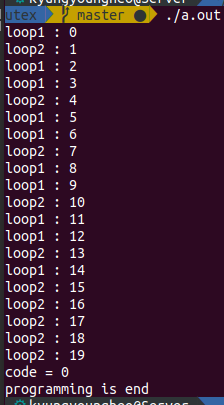 utex master ./a.out
loop1 : 0
loop2 : 1
loop1 : 2
loop1 : 3
loop2 : 4
loop1 : 5
loop1 : 6
loop2 : 7
loop1 : 8
loop1 : 9
loop2 : 10
loop1 : 11
loop1 : 12
loop2 : 13
loop1 : 14
loop2 : 15
loop2 : 16
loop2 : 17
loop2 : 18
loop2 : 19
code = 0
programming is end